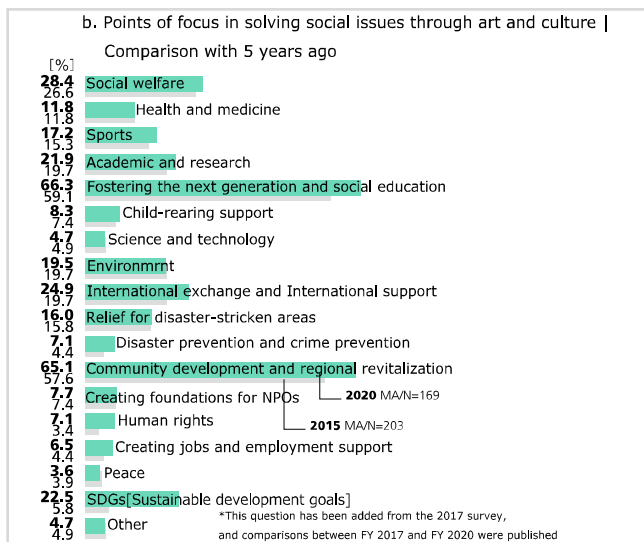 b. Points of focus in solving social issues through art and culture |
Comparison with 5 years ago
[%]
28.4 Social welfare
26.6
11.8 Health and medicine
11.8
17.2 Sports
15.3
21.9 Academic and research
19.7
66.3 Fostering the next generation and social education
59.1
8.3 Child-rearing support
7.4
4.7 Science and technology
4.9
19.5 Environmrnt
19.7
24.9 International exchange and International support
19.7
16.0 Relief for disaster-stricken areas
15.8
7.1 Disaster prevention and crime prevention
4.4
65.1 Community development and regional revitalization
57.6
7.7 Creating foundations for NPOs
7.4
2020 MA/N=169
7.1 Human rights
3.4
2015 MA/N=203
6.5 Creating jobs and employment support
4.4
3.6 Peace
3.9
22.5 SDGs[Sustainable development goals]
5.8
4.7 Other
4.9
*This question has been added from the 2017 survey,
and comparisons between FY 2017 and FY 2020 were published